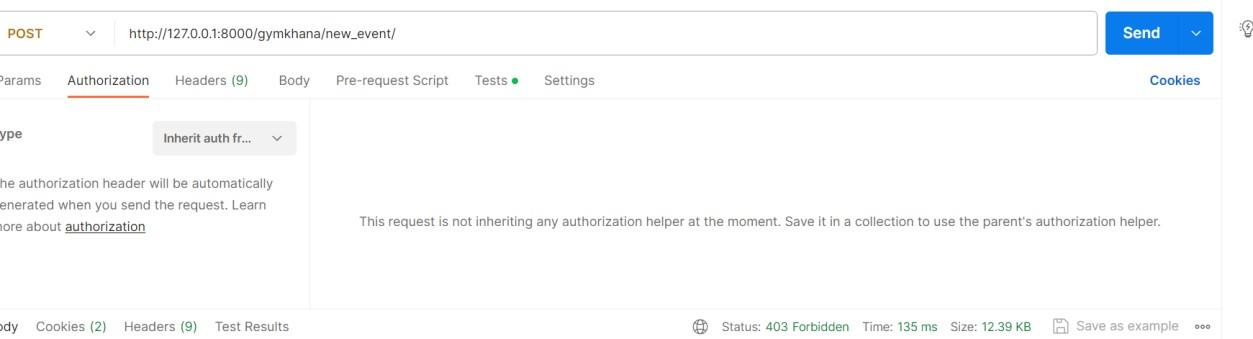 POST http://127.0.0.1:8000/gymkhana/new_event/ Send
Params Authorization Headers (9) Body Pre-request Script Tests Settings Cookies
ype Inherit auth fr...
he authorization header will be automatically
enerated when you send the request. Learn
ore about authorization
This request is not inheriting any authorization helper at the moment. Save it in a collection to use the parent's authorization helper.
ody Cookies (2) Headers (9) Test Results Status: 403 Forbidden Time: 135 ms Size: 12.39 KB Save as example